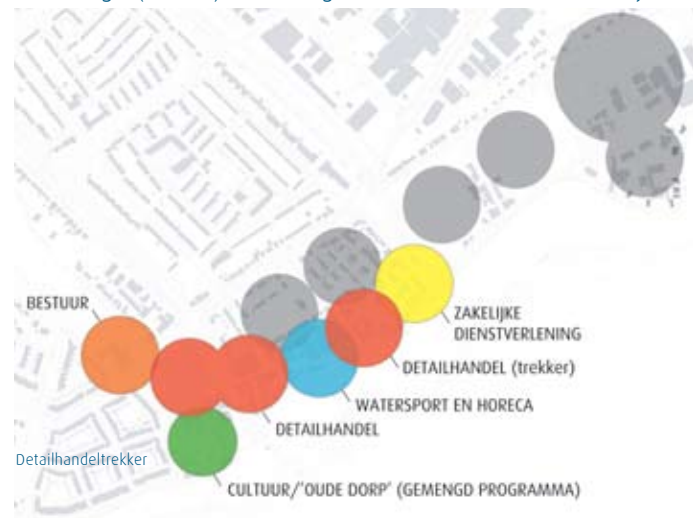 BESTUUR
ZAKELIJKE
DIENSTVERLENING
DETAILHANDEL (trekker)
WATERSPORT EN HORECA
DETAILHANDEL
Detailhandeltrekker
CULTUUR/'OUDE DORP' (GEMENGD PROGRAMMA)